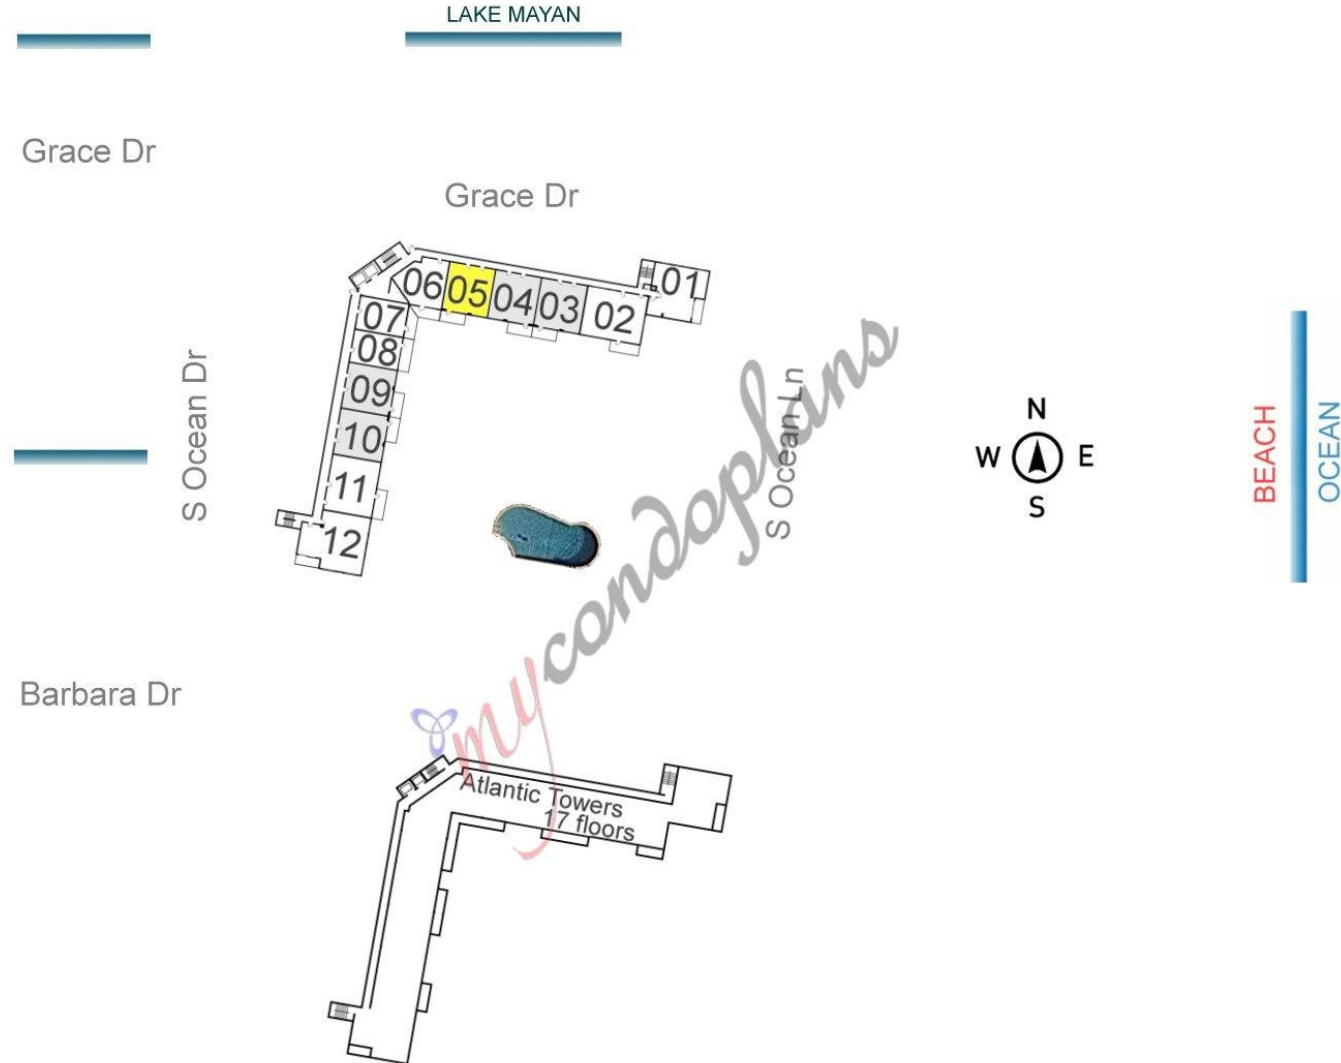 LAKE MAYAN
Grace Dr
Grace Dr
01
06
05
04
03
02
07
08
09
10
11
12
S Ocean Dr
S Ocean Ln
N
W
E
S
BEACH
OCEAN
mycondoplans
Barbara Dr
Atlantic Towers
17 floors